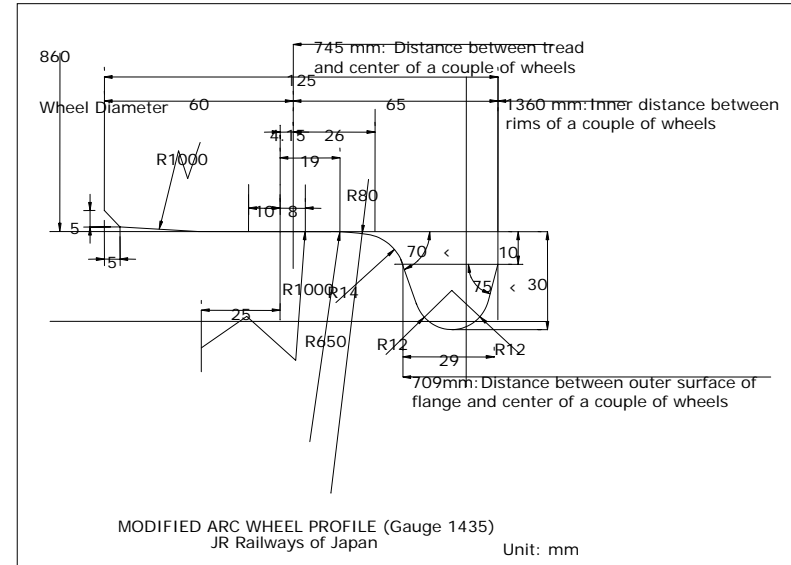 745 mm: Distance between tread
and center of a couple of wheels
860
125
Wheel Diameter
60
65
1360 mm: Inner distance between
rims of a couple of wheels
4.15
26
19
R1000
R80
10
8
5
5
70 <
10
75 <
30
R1000
R14
25
R650
R12
R12
29
709mm: Distance between outer surface of
flange and center of a couple of wheels
MODIFIED ARC WHEEL PROFILE (Gauge 1435)
JR Railways of Japan
Unit: mm